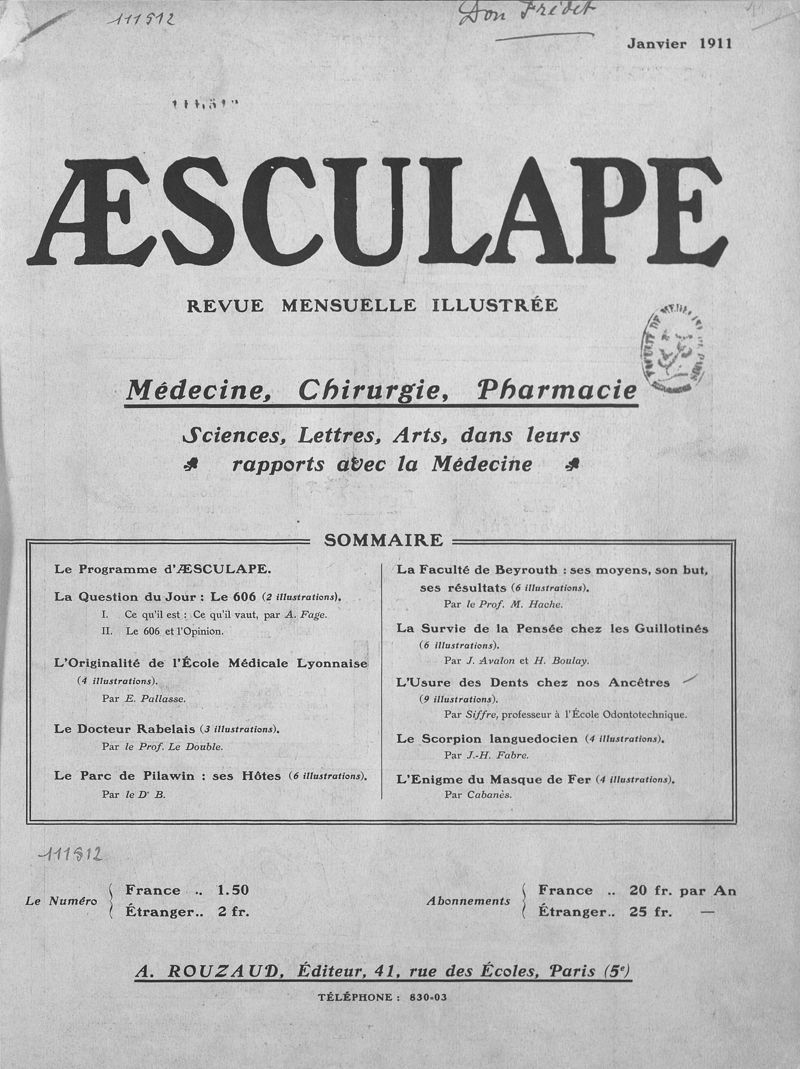 111812
Don Frédet
Janvier 1911
ÆSCULAPE
REVUE MENSUELLE ILLUSTRÉE
Médecine, Chirurgie, Pharmacie
Sciences, Lettres, Arts, dans leurs
rapports avec la Médecine
SOMMAIRE
Le Programme d'ÆSCULAPE.
La Question du Jour : Le 606 (2 illustrations).
I. Ce qu'il est : Ce qu'il vaut, par A. Fage.
II. Le 606 et l'Opinion.
L'Originalité de l'École Médicale Lyonnaise
(4 illustrations).
Par E. Pallasse.
Le Docteur Rabelais (3 illustrations).
Par le Prof. Le Double.
Le Parc de Pilawin : ses Hôtes (6 illustrations).
Par le Dr B.
La Faculté de Beyrouth : ses moyens, son but,
ses résultats (6 illustrations).
Par le Prof. M. Hache.
La Survie de la Pensée chez les Guillotinés
(6 illustrations).
Par J. Avalon et H. Boulay.
L'Usure des Dents chez nos Ancêtres
(9 illustrations).
Par Siffre, professeur à l'École Odontotechnique.
Le Scorpion languedocien (4 illustrations).
Par J.-H. Fabre.
L'Enigme du Masque de Fer (4 illustrations).
Par Cabanès.
111812
Le Numéro
France .. 1.50
Étranger.. 2 fr.
Abonnements
France .. 20 fr. par An
Étranger.. 25 fr. —
A. ROUZAUD, Éditeur, 41, rue des Écoles, Paris (5e)
TÉLÉPHONE : 830-03